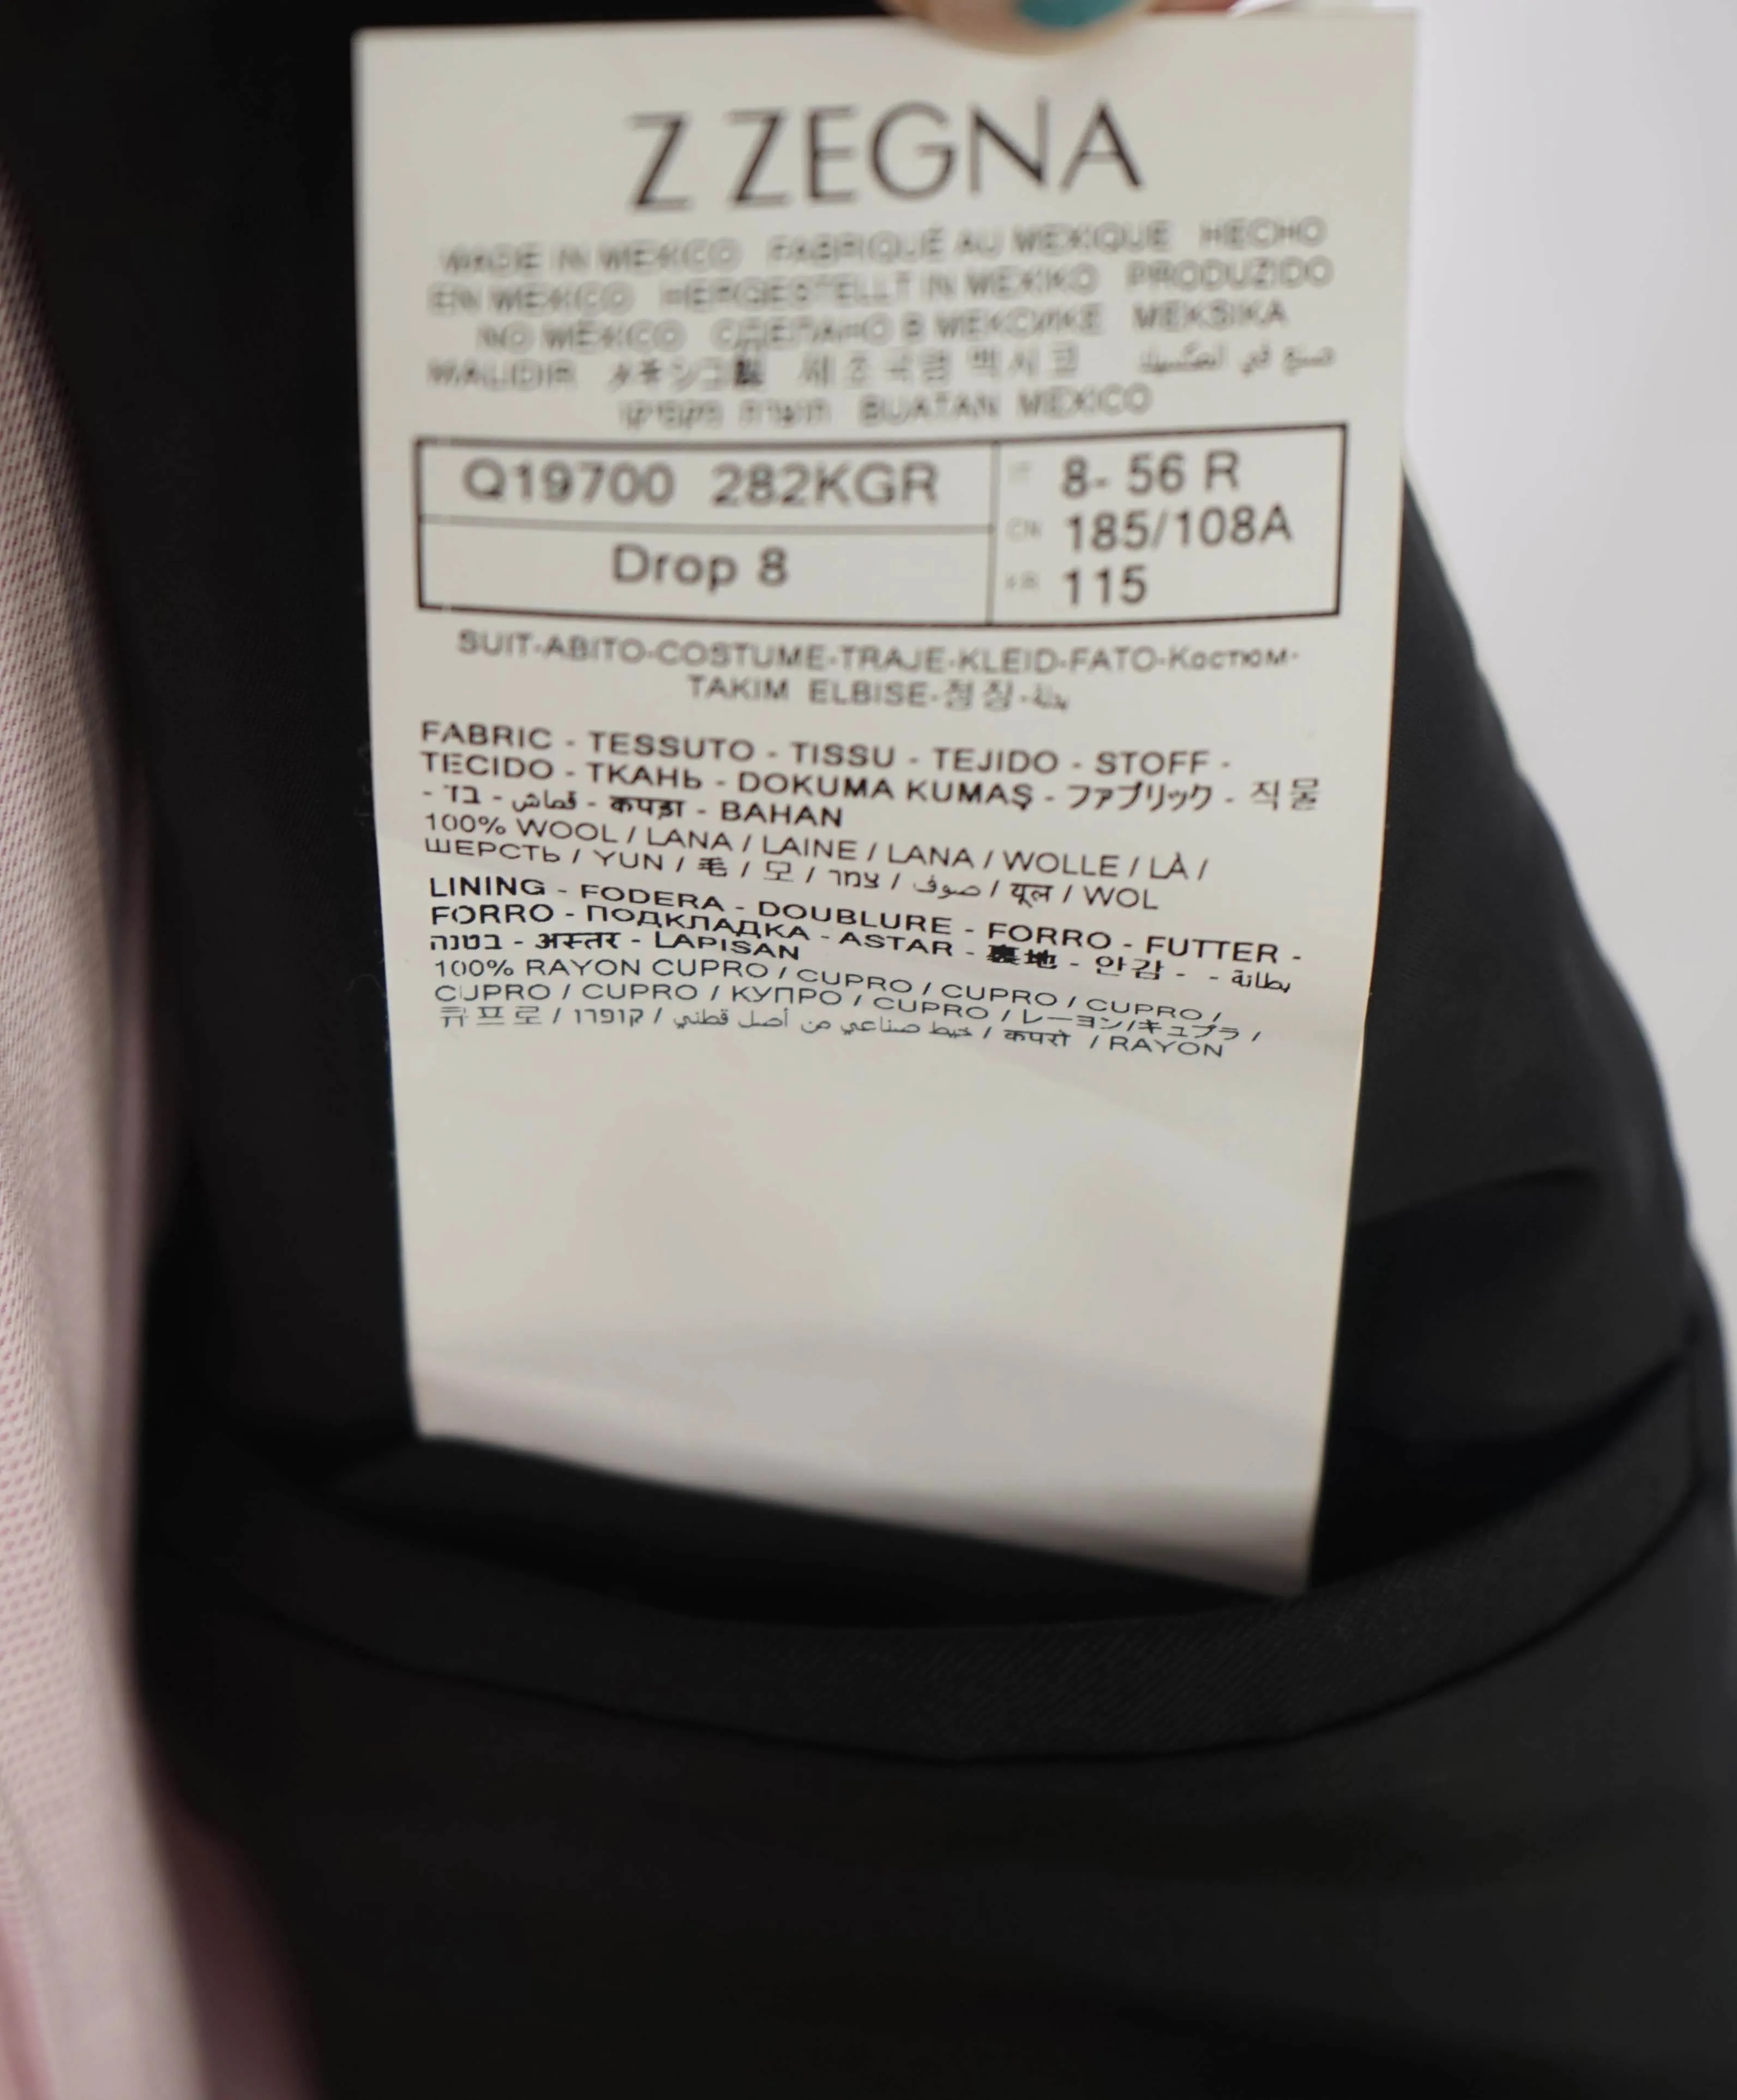 Z ZEGNA
MADE IN MEXICO FABRIQUÉ AU MEXIQUE HECHO
EN MEXICO HERGESTELLT IN MEXIKO PRODUZIDO
NO MÉXICO СДЕЛАНО В МЕКСИКЕ MEKSIKA
MALIDIR メキシコ製 제조국명 멕시코 صنع في المكسيك
BUATAN MEXICO
Q19700 282KGR
Drop 8
IT 8- 56 R
CN 185/108A
KR 115
SUIT-ABITO-COSTUME-TRAJE-KLEID-FATO-Костюм-
TAKIM ELBISE-정장-بدلة
FABRIC - TESSUTO - TISSU - TEJIDO - STOFF -
TECIDO - ТКАНЬ - DOKUMA KUMAŞ - ファブリック - 직물
- בד - قماش - कपड़ा - BAHAN
100% WOOL / LANA / LAINE / LANA / WOLLE / LÀ /
ШЕРСТЬ / YUN / 毛 / 모 / צמר / صوف / यूल / WOL
LINING - FODERA - DOUBLURE - FORRO - FUTTER -
FORRO - ПОДКЛАДКА - ASTAR - 裏地 - 안감 - - بطانة
בטנה - अस्तर - LAPISAN
100% RAYON CUPRO / CUPRO / CUPRO / CUPRO /
CUPRO / CUPRO / КУПРО / CUPRO / レーヨン/キュプラ /
큐프로 / קופרו / خيط صناعي من أصل قطني / कपरो / RAYON